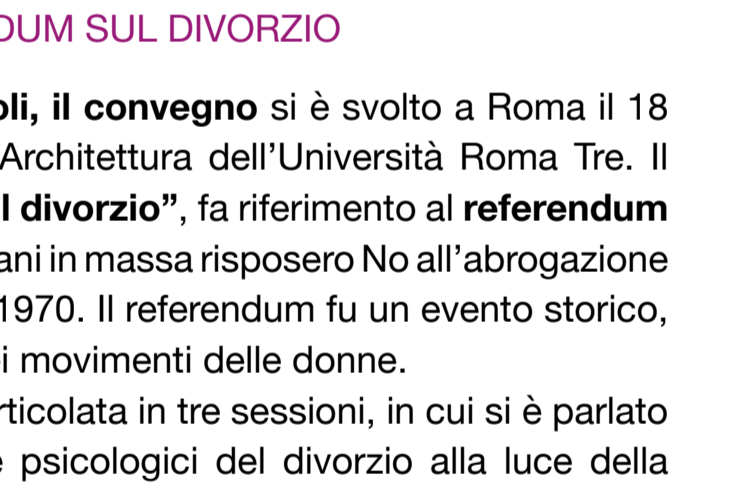 DUM SUL DIVORZIO
oli, il convegno si è svolto a Roma il 18
Architettura dell’Università Roma Tre. Il
l divorzio”, fa riferimento al referendum
ani in massa risposero No all’abrogazione
1970. Il referendum fu un evento storico,
i movimenti delle donne.
rticolata in tre sessioni, in cui si è parlato
e psicologici del divorzio alla luce della